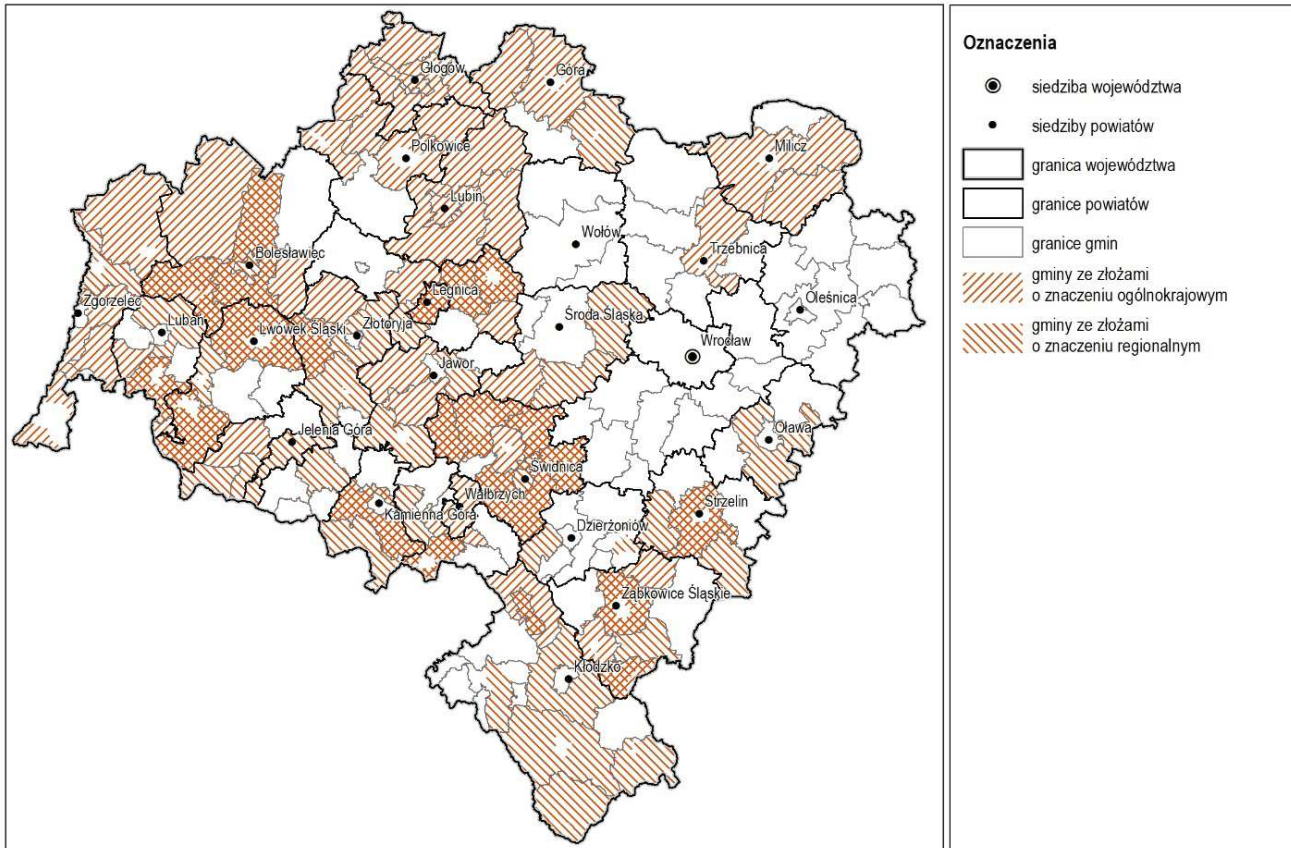 Głogów
Góra
Polkowice
Milicz
Lubin
Wołów
Trzebnica
Bolesławiec
Legnica
Oleśnica
Zgorzelec
Lubań
Lwówek Śląski
Złotoryja
Środa Śląska
Wrocław
Jawor
Jelenia Góra
Oława
Świdnica
Wałbrzych
Kamienna Góra
Strzelin
Dzierżoniów
Ząbkowice Śląskie
Kłodzko
Oznaczenia
siedziba województwa
siedziby powiatów
granica województwa
granice powiatów
granice gmin
gminy ze złożami
o znaczeniu ogólnokrajowym
gminy ze złożami
o znaczeniu regionalnym